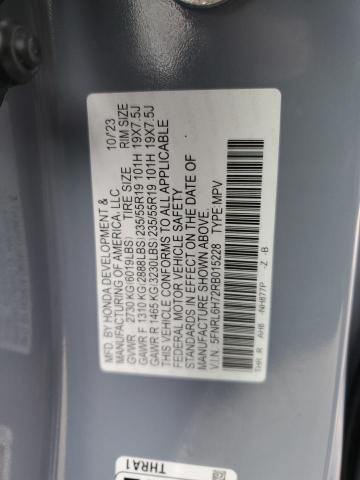 MFD. BY HONDA DEVELOPMENT & 10/23
MANUFACTURING OF AMERICA, LLC
GVWR 2730 KG(6019LBS) TIRE SIZE RIM SIZE
GAWR F 1310 KG(2888LBS)235/55R19 101H 19X7.5J
GAWR R 1465 KG(3230LBS)235/55R19 101H 19X7.5J
THIS VEHICLE CONFORMS TO ALL APPLICABLE
FEDERAL MOTOR VEHICLE SAFETY
STANDARDS IN EFFECT ON THE DATE OF
MANUFACTURE SHOWN ABOVE.
V.I.N. 5FNRL6H72RB015228 TYPE MPV
THR R AH8 NH877P -Z -B
THRA1